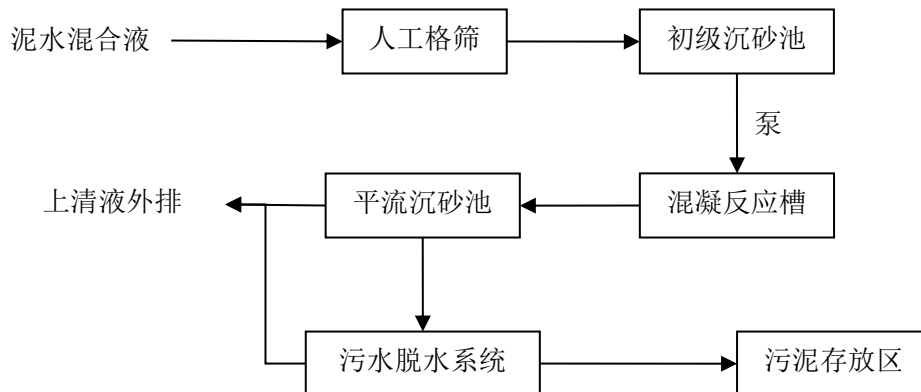 泥水混合液
人工格筛
初级沉砂池
泵
上清液外排
平流沉砂池
混凝反应槽
污水脱水系统
污泥存放区